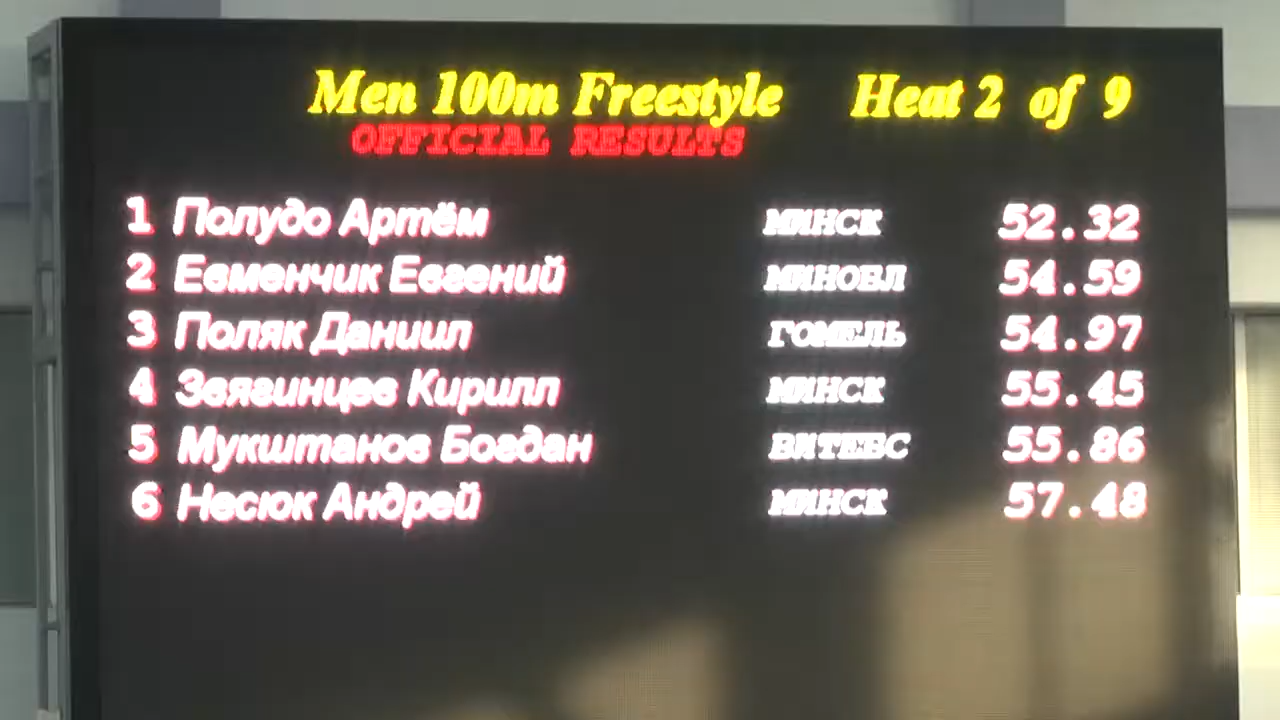 Men 100m Freestyle Heat 2 of 9
OFFICIAL RESULTS
1 Полудо Артём МИНСК 52.32
2 Евменчик Евгений МИНОБЛ 54.59
3 Поляк Даниил ГОМЕЛЬ 54.97
4 Звягинцев Кирилл МИНСК 55.45
5 Мукштанов Богдан ВИТЕБС 55.86
6 Несюк Андрей МИНСК 57.48